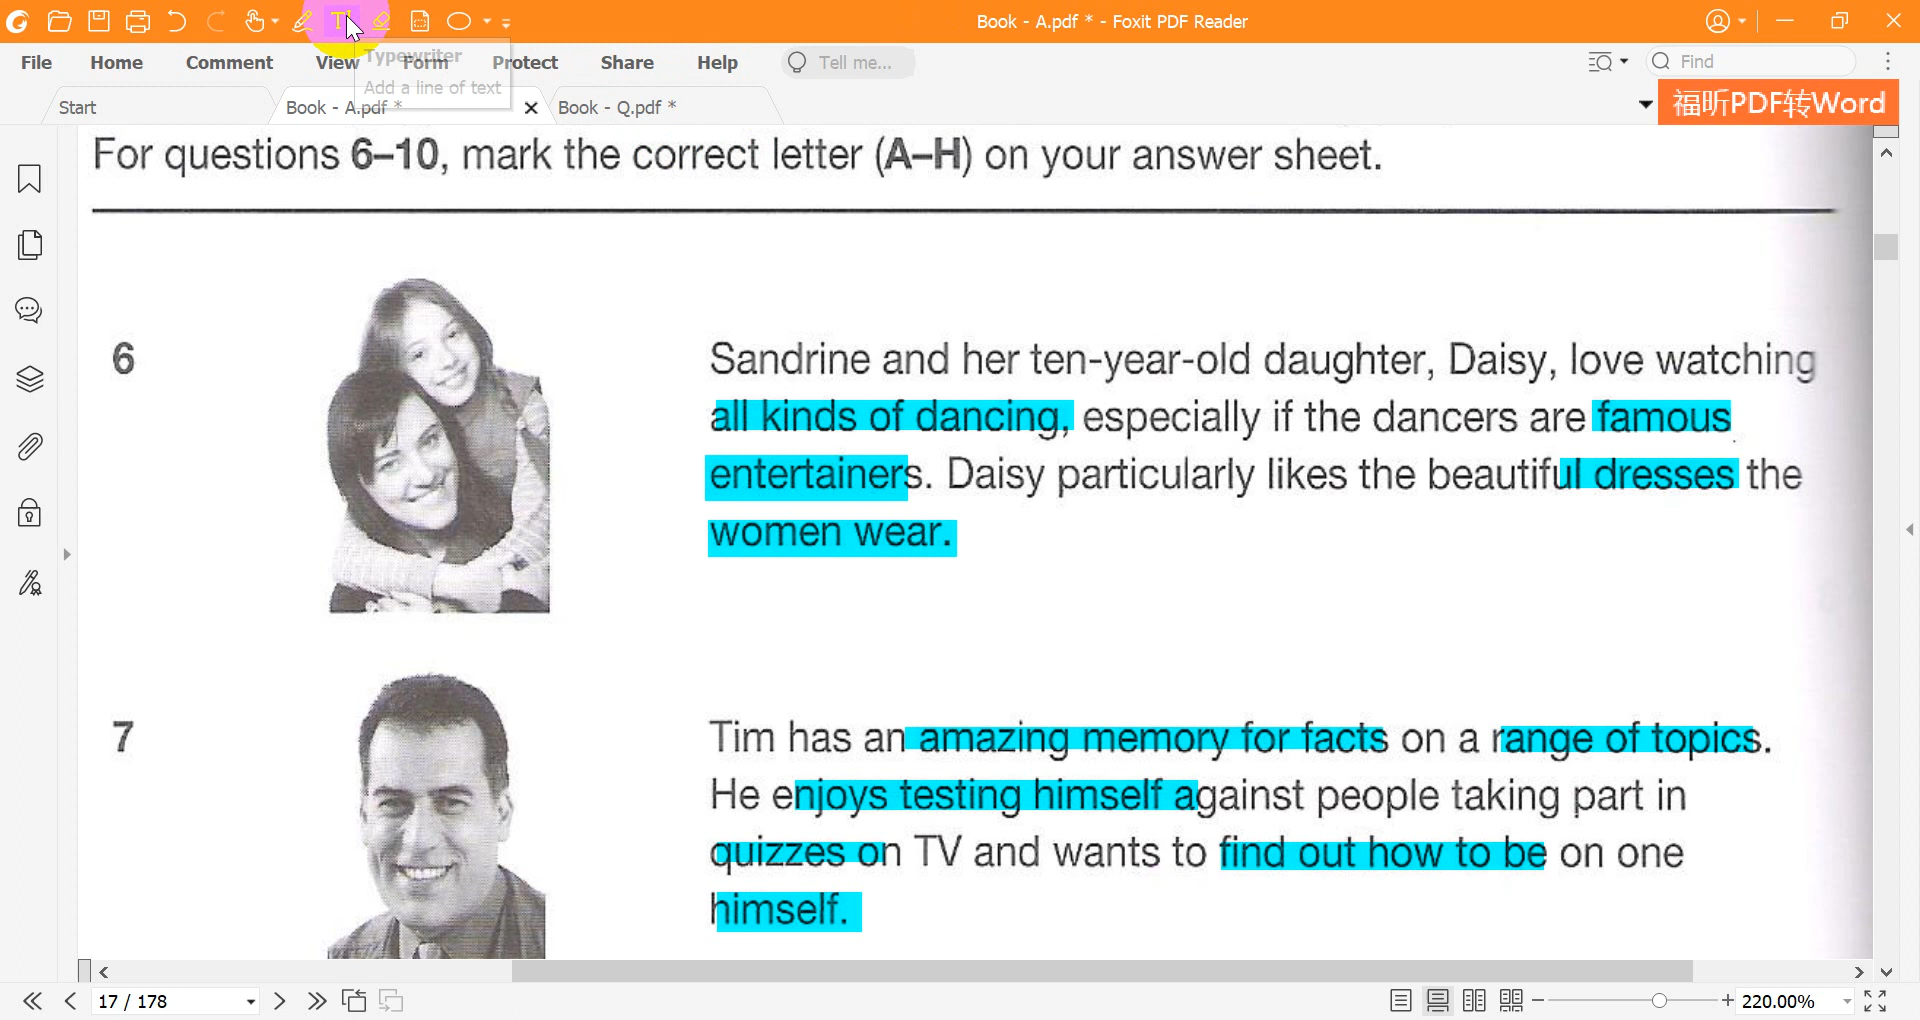 Book - A.pdf * - Foxit PDF Reader
File Home Comment View Form Protect Share Help Tell me... Find
Typewriter
Add a line of text
Start Book - A.pdf * Book - Q.pdf * 福昕PDF转Word
For questions 6–10, mark the correct letter (A–H) on your answer sheet.
6
Sandrine and her ten-year-old daughter, Daisy, love watching
all kinds of dancing, especially if the dancers are famous
entertainers. Daisy particularly likes the beautiful dresses the
women wear.
7
Tim has an amazing memory for facts on a range of topics.
He enjoys testing himself against people taking part in
quizzes on TV and wants to find out how to be on one
himself.
17 / 178 220.00%